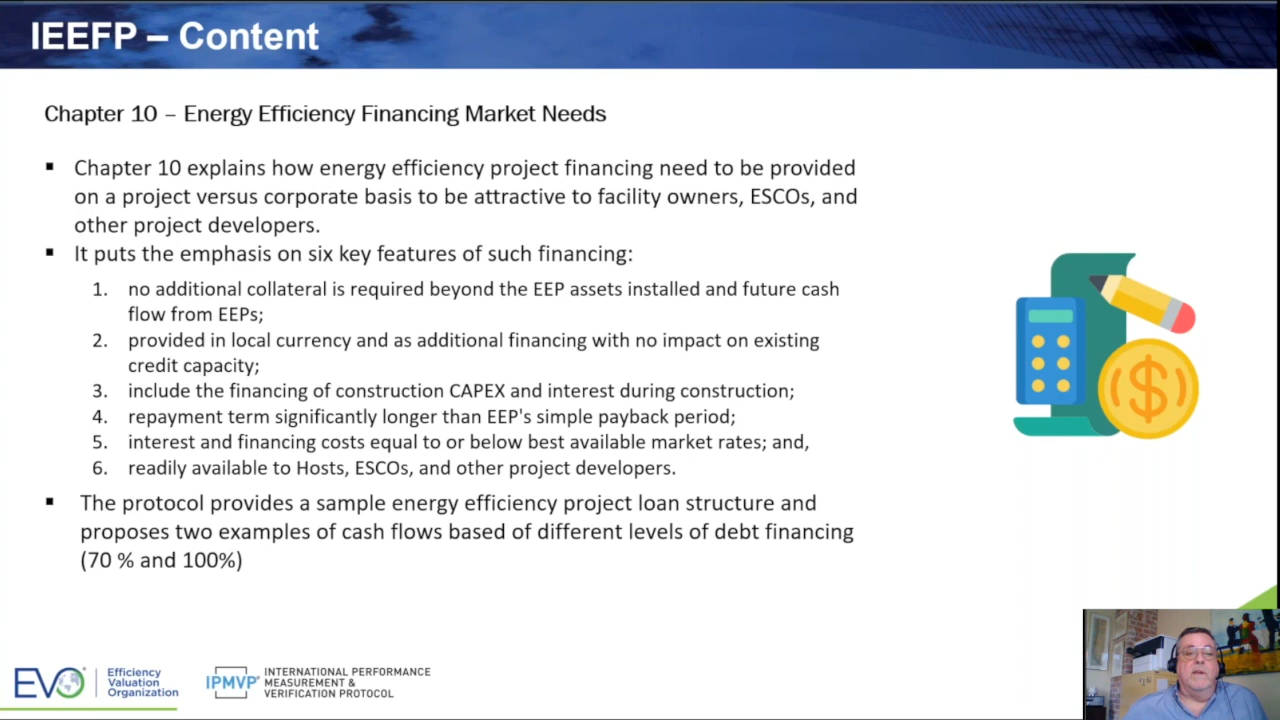 IEEFP – Content
Chapter 10 – Energy Efficiency Financing Market Needs
▪ Chapter 10 explains how energy efficiency project financing need to be provided
on a project versus corporate basis to be attractive to facility owners, ESCOs, and
other project developers.
▪ It puts the emphasis on six key features of such financing:
1. no additional collateral is required beyond the EEP assets installed and future cash
flow from EEPs;
2. provided in local currency and as additional financing with no impact on existing
credit capacity;
3. include the financing of construction CAPEX and interest during construction;
4. repayment term significantly longer than EEP's simple payback period;
5. interest and financing costs equal to or below best available market rates; and,
6. readily available to Hosts, ESCOs, and other project developers.
▪ The protocol provides a sample energy efficiency project loan structure and
proposes two examples of cash flows based of different levels of debt financing
(70 % and 100%)
EVO
Efficiency
Valuation
Organization
IPMVP
INTERNATIONAL PERFORMANCE
MEASUREMENT &
VERIFICATION PROTOCOL